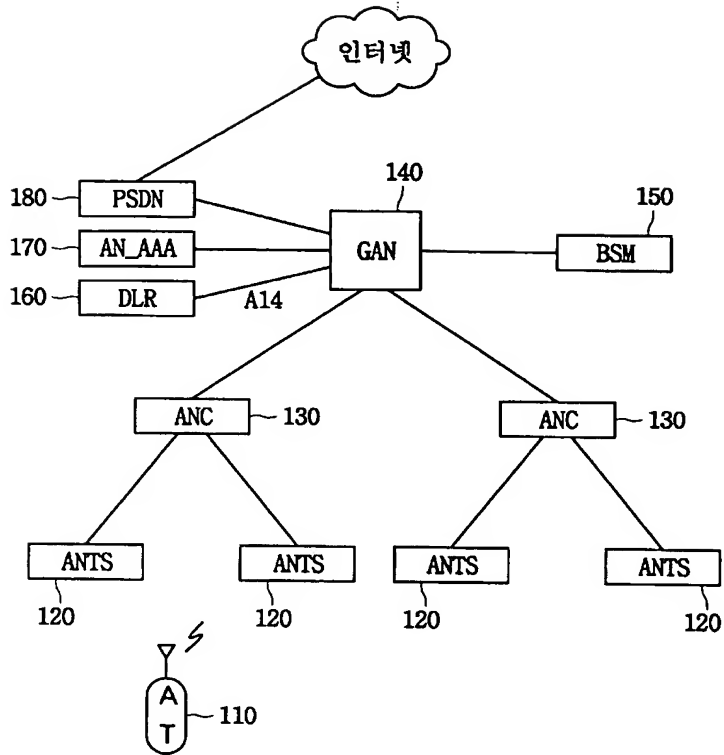 인터넷
140
180 PSDN
150
170 AN_AAA
GAN
BSM
160 DLR
A14
ANC 130
ANC 130
ANTS
ANTS
ANTS
ANTS
120
120
120
120
A
T
110